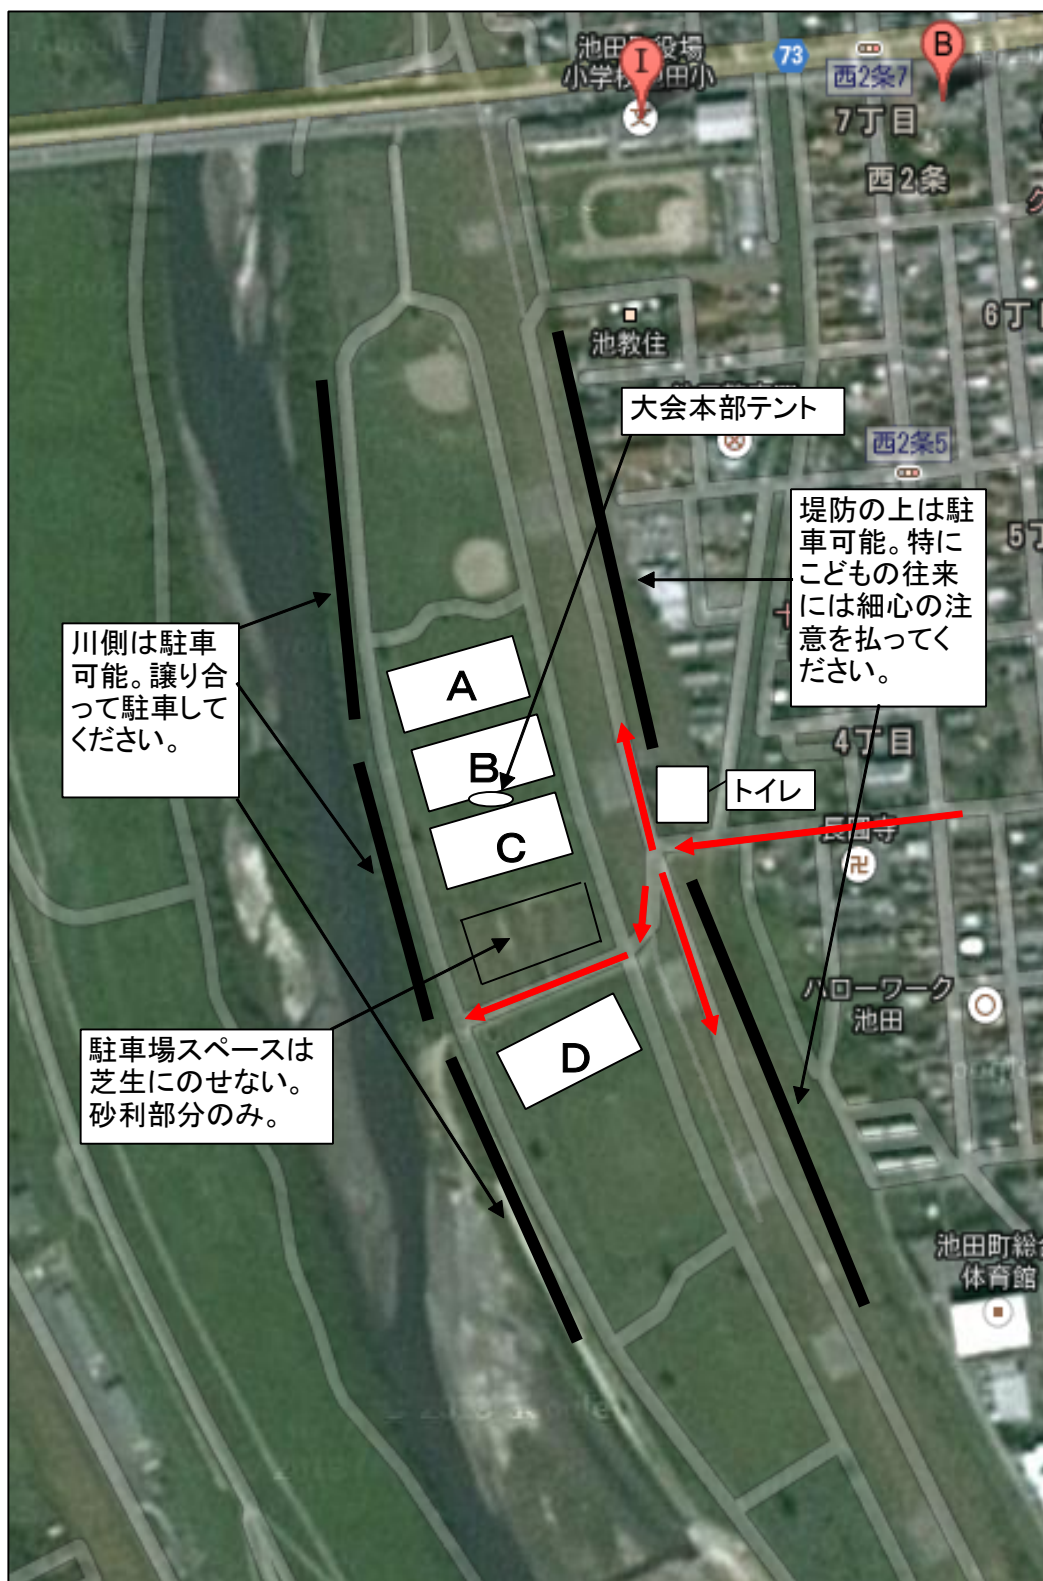 池田町役場
小学校池田小
I
73
西2条7
B
7丁目
西2条
池教住
6丁
大会本部テント
西2条5
堤防の上は駐
車可能。特に
こどもの往来
には細心の注
意を払ってく
ださい。
5丁
川側は駐車
可能。譲り合
って駐車して
ください。
A
B
C
4丁目
トイレ
長国寺
ハローワーク
池田
駐車場スペースは
芝生にのせない。
砂利部分のみ。
D
池田町総合
体育館